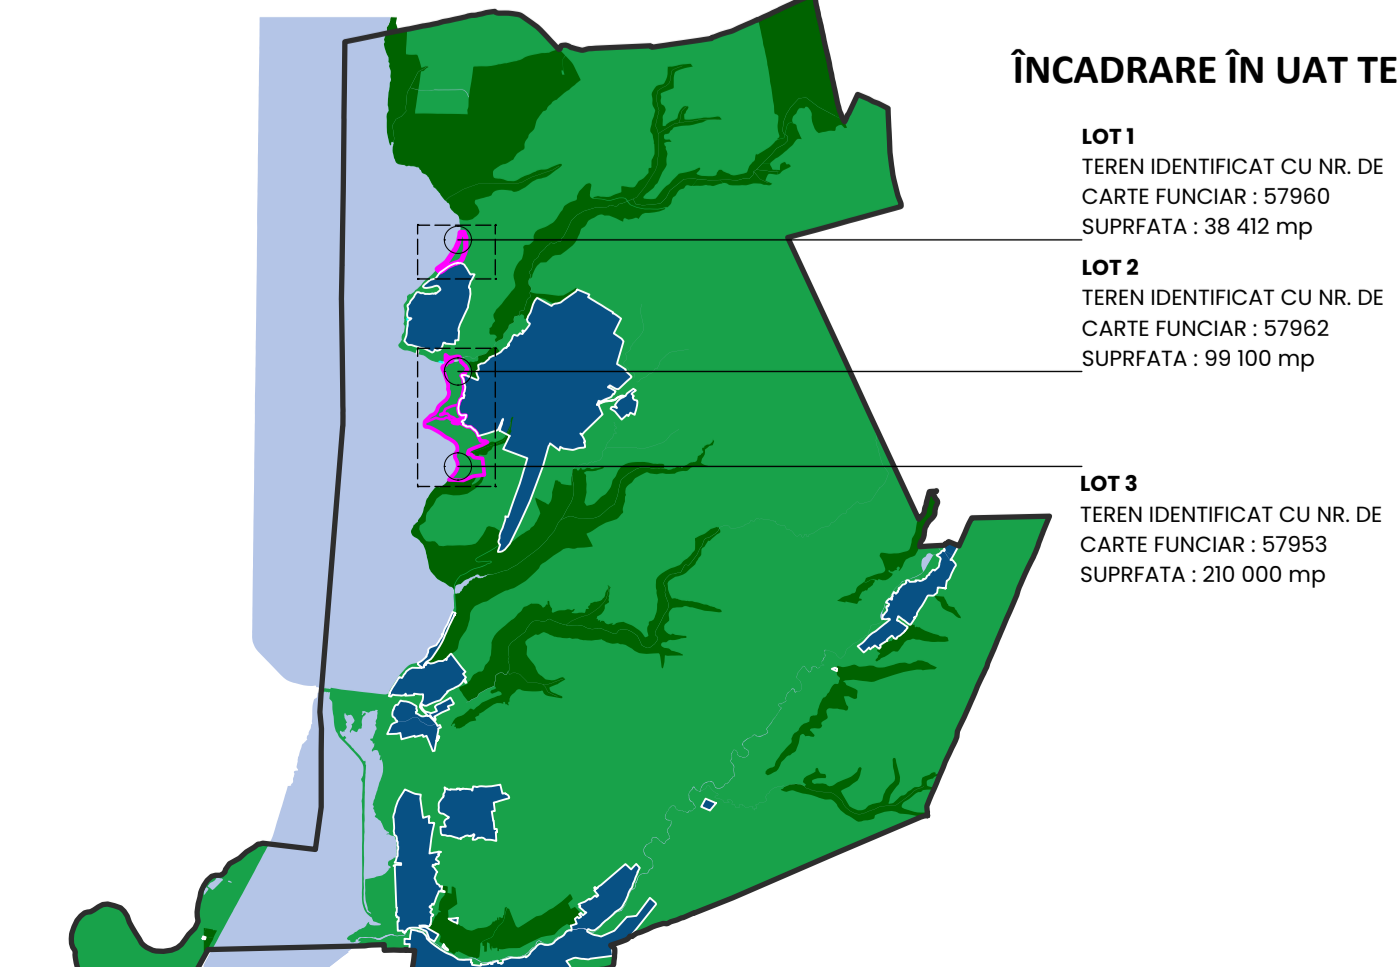 ÎNCADRARE ÎN UAT TE
LOT 1
TEREN IDENTIFICAT CU NR. DE
CARTE FUNCIAR : 57960
SUPRFATA : 38 412 mp
LOT 2
TEREN IDENTIFICAT CU NR. DE
CARTE FUNCIAR : 57962
SUPRFATA : 99 100 mp
LOT 3
TEREN IDENTIFICAT CU NR. DE
CARTE FUNCIAR : 57953
SUPRFATA : 210 000 mp